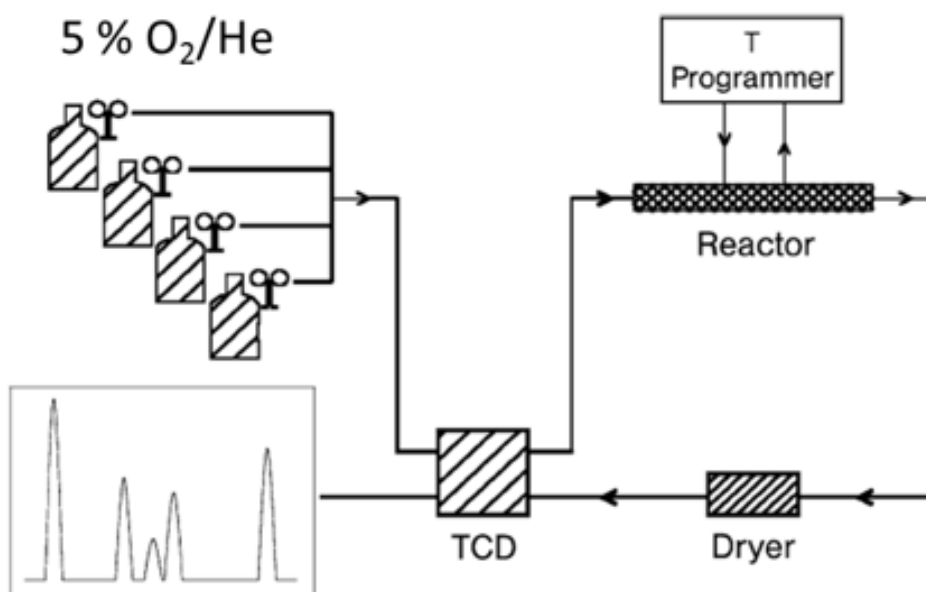 5 % O₂/He
T
Programmer
Reactor
TCD
Dryer